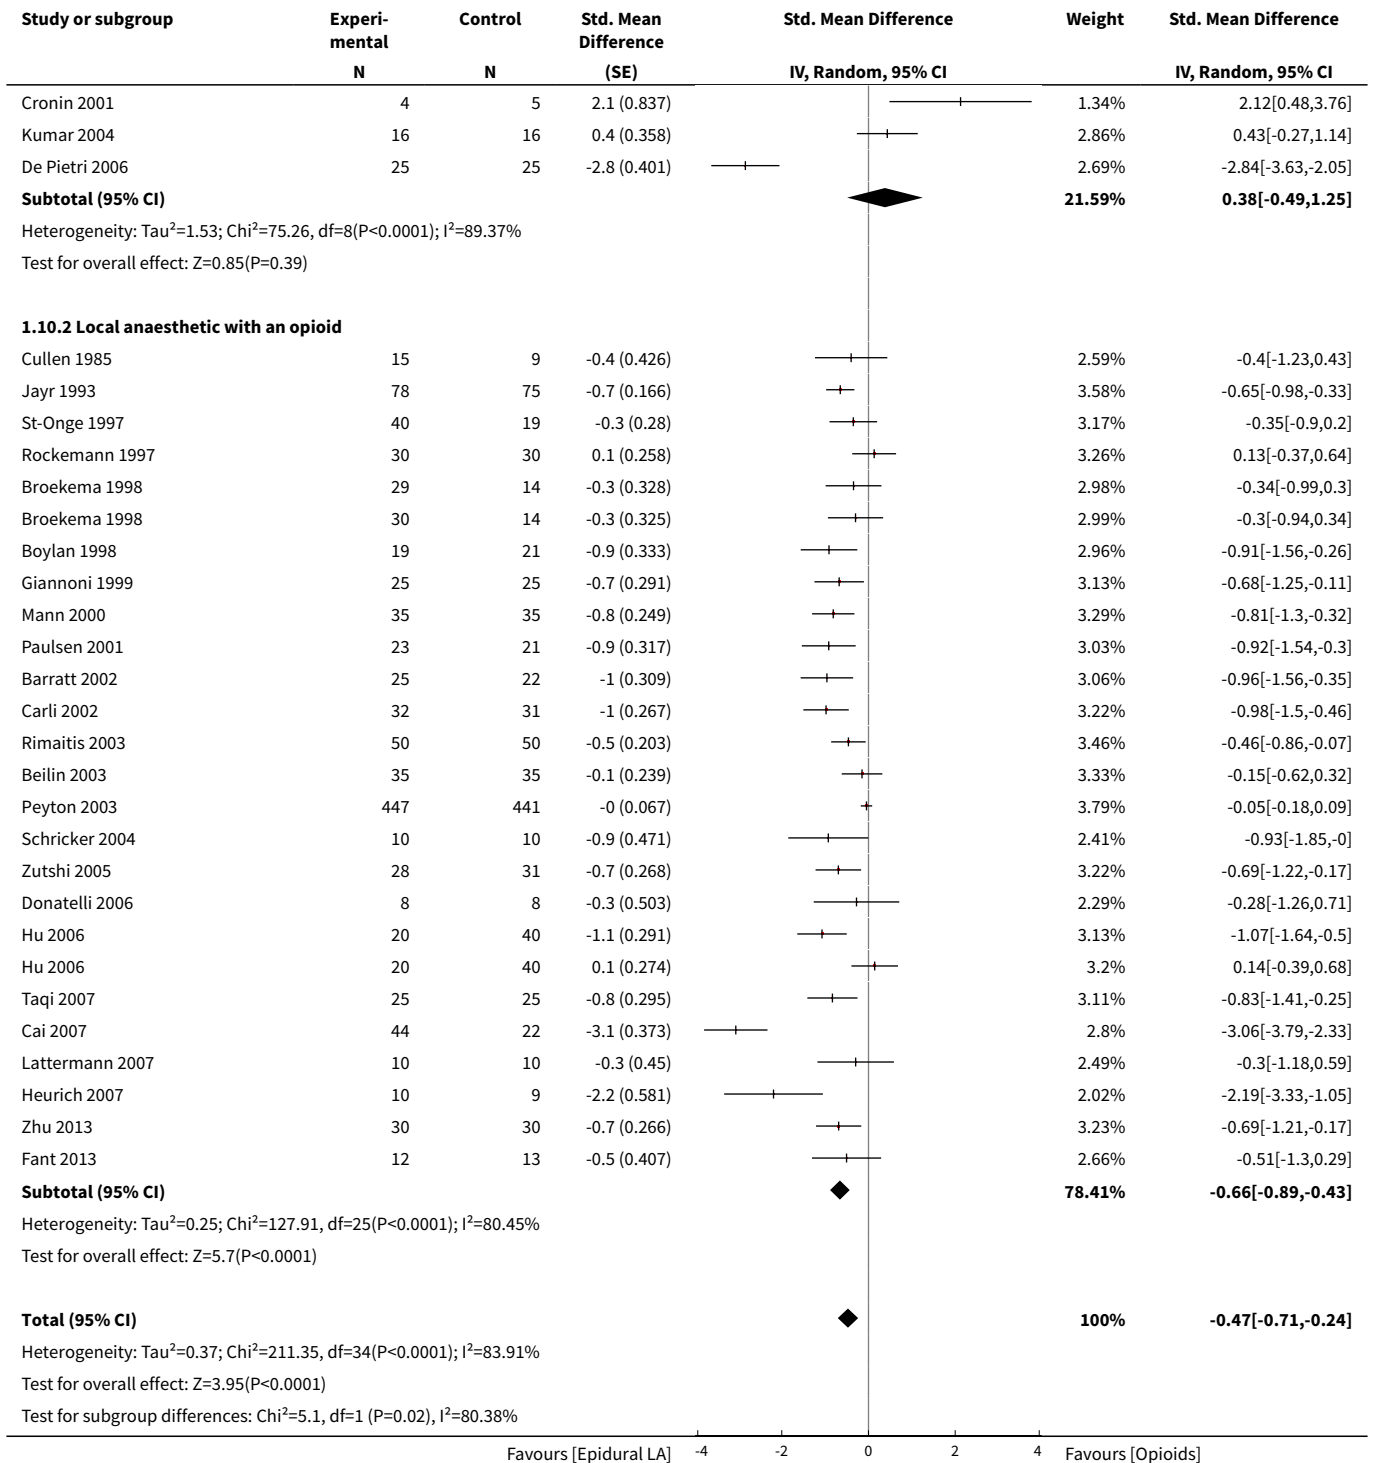 Study or subgroup Experi- Control Std. Mean Std. Mean Difference Weight Std. Mean Difference
mental Difference
N N (SE) IV, Random, 95% CI IV, Random, 95% CI
Cronin 2001 4 5 2.1 (0.837) 1.34% 2.12[0.48,3.76]
Kumar 2004 16 16 0.4 (0.358) 2.86% 0.43[-0.27,1.14]
De Pietri 2006 25 25 -2.8 (0.401) 2.69% -2.84[-3.63,-2.05]
Subtotal (95% CI) 21.59% 0.38[-0.49,1.25]
Heterogeneity: Tau²=1.53; Chi²=75.26, df=8(P<0.0001); I²=89.37%
Test for overall effect: Z=0.85(P=0.39)
1.10.2 Local anaesthetic with an opioid
Cullen 1985 15 9 -0.4 (0.426) 2.59% -0.4[-1.23,0.43]
Jayr 1993 78 75 -0.7 (0.166) 3.58% -0.65[-0.98,-0.33]
St-Onge 1997 40 19 -0.3 (0.28) 3.17% -0.35[-0.9,0.2]
Rockemann 1997 30 30 0.1 (0.258) 3.26% 0.13[-0.37,0.64]
Broekema 1998 29 14 -0.3 (0.328) 2.98% -0.34[-0.99,0.3]
Broekema 1998 30 14 -0.3 (0.325) 2.99% -0.3[-0.94,0.34]
Boylan 1998 19 21 -0.9 (0.333) 2.96% -0.91[-1.56,-0.26]
Giannoni 1999 25 25 -0.7 (0.291) 3.13% -0.68[-1.25,-0.11]
Mann 2000 35 35 -0.8 (0.249) 3.29% -0.81[-1.3,-0.32]
Paulsen 2001 23 21 -0.9 (0.317) 3.03% -0.92[-1.54,-0.3]
Barratt 2002 25 22 -1 (0.309) 3.06% -0.96[-1.56,-0.35]
Carli 2002 32 31 -1 (0.267) 3.22% -0.98[-1.5,-0.46]
Rimaitis 2003 50 50 -0.5 (0.203) 3.46% -0.46[-0.86,-0.07]
Beilin 2003 35 35 -0.1 (0.239) 3.33% -0.15[-0.62,0.32]
Peyton 2003 447 441 -0 (0.067) 3.79% -0.05[-0.18,0.09]
Schricker 2004 10 10 -0.9 (0.471) 2.41% -0.93[-1.85,-0]
Zutshi 2005 28 31 -0.7 (0.268) 3.22% -0.69[-1.22,-0.17]
Donatelli 2006 8 8 -0.3 (0.503) 2.29% -0.28[-1.26,0.71]
Hu 2006 20 40 -1.1 (0.291) 3.13% -1.07[-1.64,-0.5]
Hu 2006 20 40 0.1 (0.274) 3.2% 0.14[-0.39,0.68]
Taqi 2007 25 25 -0.8 (0.295) 3.11% -0.83[-1.41,-0.25]
Cai 2007 44 22 -3.1 (0.373) 2.8% -3.06[-3.79,-2.33]
Lattermann 2007 10 10 -0.3 (0.45) 2.49% -0.3[-1.18,0.59]
Heurich 2007 10 9 -2.2 (0.581) 2.02% -2.19[-3.33,-1.05]
Zhu 2013 30 30 -0.7 (0.266) 3.23% -0.69[-1.21,-0.17]
Fant 2013 12 13 -0.5 (0.407) 2.66% -0.51[-1.3,0.29]
Subtotal (95% CI) 78.41% -0.66[-0.89,-0.43]
Heterogeneity: Tau²=0.25; Chi²=127.91, df=25(P<0.0001); I²=80.45%
Test for overall effect: Z=5.7(P<0.0001)
Total (95% CI) 100% -0.47[-0.71,-0.24]
Heterogeneity: Tau²=0.37; Chi²=211.35, df=34(P<0.0001); I²=83.91%
Test for overall effect: Z=3.95(P<0.0001)
Test for subgroup differences: Chi²=5.1, df=1 (P=0.02), I²=80.38%
Favours [Epidural LA] -4 -2 0 2 4 Favours [Opioids]